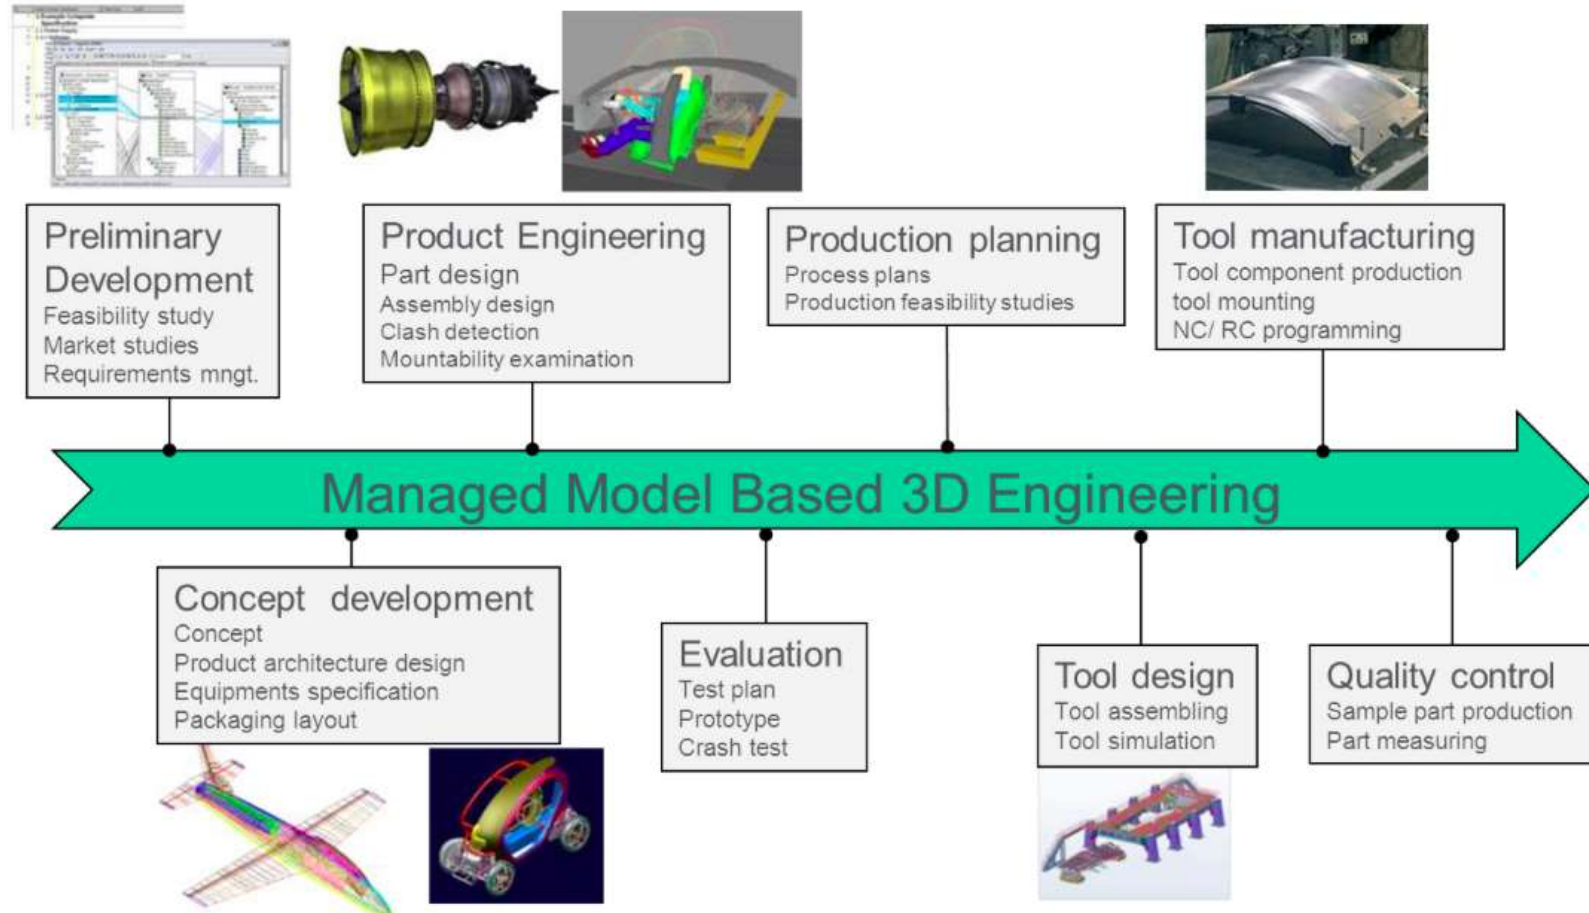 Preliminary
Development
Feasibility study
Market studies
Requirements mngt.
Product Engineering
Part design
Assembly design
Clash detection
Mountability examination
Production planning
Process plans
Production feasibility studies
Tool manufacturing
Tool component production
tool mounting
NC/ RC programming
Managed Model Based 3D Engineering
Concept development
Concept
Product architecture design
Equipments specification
Packaging layout
Evaluation
Test plan
Prototype
Crash test
Tool design
Tool assembling
Tool simulation
Quality control
Sample part production
Part measuring